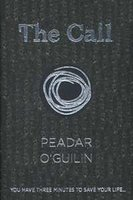 The Call
PEADAR
O'GUILIN
YOU HAVE THREE MINUTES TO SAVE YOUR LIFE...